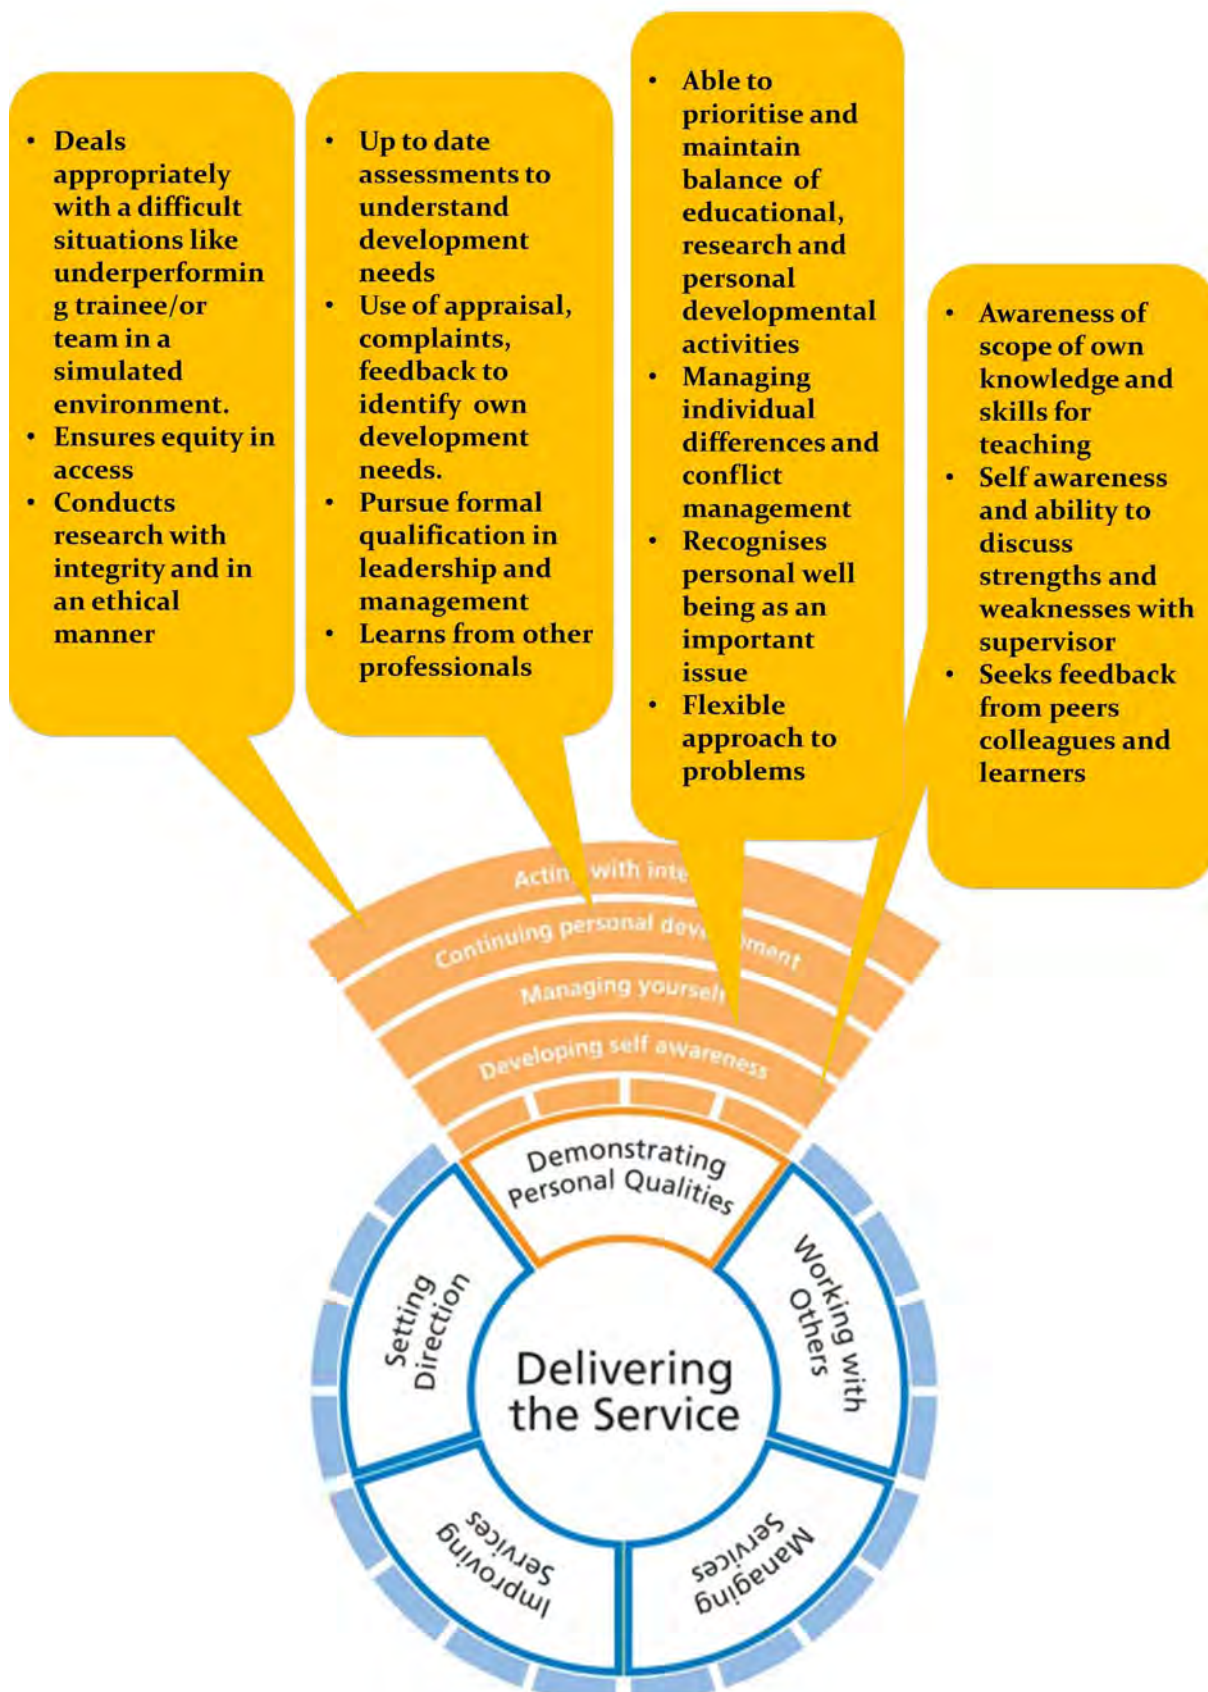 • Deals
appropriately
with a difficult
situations like
underperformin
g trainee/or
team in a
simulated
environment.
• Ensures equity in
access
• Conducts
research with
integrity and in
an ethical
manner
• Up to date
assessments to
understand
development
needs
• Use of appraisal,
complaints,
feedback to
identify own
development
needs.
• Pursue formal
qualification in
leadership and
management
• Learns from other
professionals
• Able to
prioritise and
maintain
balance of
educational,
research and
personal
developmental
activities
• Managing
individual
differences and
conflict
management
• Recognises
personal well
being as an
important
issue
• Flexible
approach to
problems
• Awareness of
scope of own
knowledge and
skills for
teaching
• Self awareness
and ability to
discuss
strengths and
weaknesses with
supervisor
• Seeks feedback
from peers
colleagues and
learners
Acting with
Continuing personal
Managing yourself
Developing self awareness
Demonstrating
Personal Qualities
Setting
Direction
Working with
Others
Delivering
the Service
Improving
Services
Managing
Services